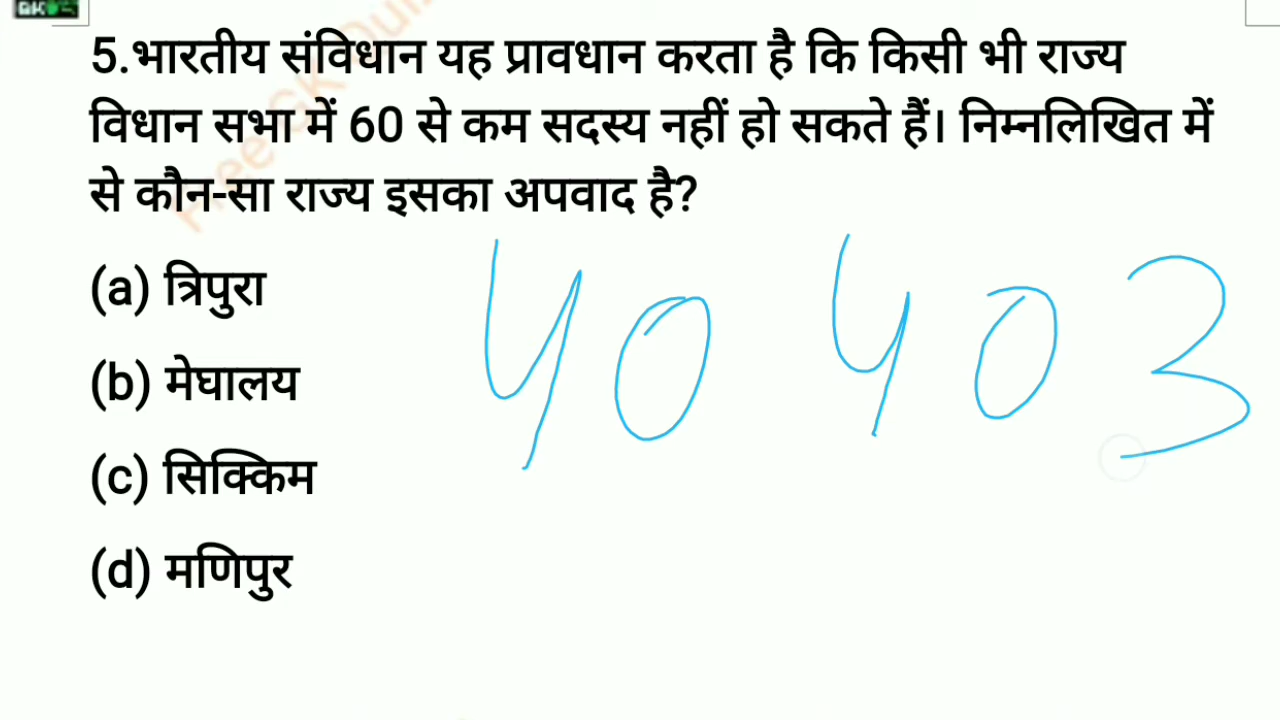 GK
5.भारतीय संविधान यह प्रावधान करता है कि किसी भी राज्य
विधान सभा में 60 से कम सदस्य नहीं हो सकते हैं। निम्नलिखित में
से कौन-सा राज्य इसका अपवाद है?
(a) त्रिपुरा
(b) मेघालय
(c) सिक्किम
(d) मणिपुर
40 40 3